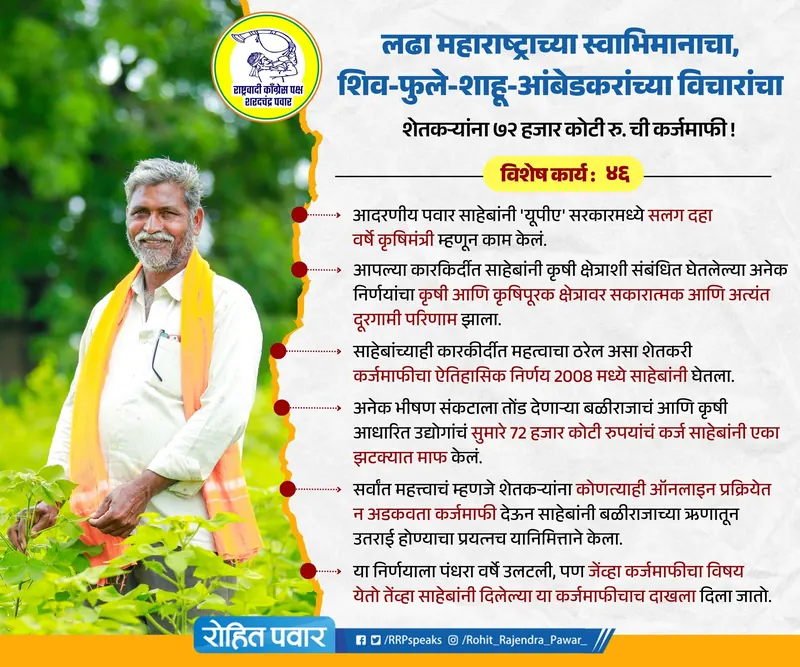 राष्ट्रवादी काँग्रेस पक्ष
शरदचंद्र पवार
लढा महाराष्ट्राच्या स्वाभिमानाचा,
शिव-फुले-शाहू-आंबेडकरांच्या विचारांचा
शेतकऱ्यांना ७२ हजार कोटी रु. ची कर्जमाफी !
विशेष कार्य : ४६
आदरणीय पवार साहेबांनी 'यूपीए' सरकारमध्ये सलग दहा
वर्षे कृषिमंत्री म्हणून काम केलं.
आपल्या कारकिर्दीत साहेबांनी कृषी क्षेत्राशी संबंधित घेतलेल्या अनेक
निर्णयांचा कृषी आणि कृषिपूरक क्षेत्रावर सकारात्मक आणि अत्यंत
दूरगामी परिणाम झाला.
साहेबांच्याही कारकीर्दीत महत्वाचा ठरेल असा शेतकरी
कर्जमाफीचा ऐतिहासिक निर्णय 2008 मध्ये साहेबांनी घेतला.
अनेक भीषण संकटाला तोंड देणाऱ्या बळीराजाचं आणि कृषी
आधारित उद्योगांचं सुमारे 72 हजार कोटी रुपयांचं कर्ज साहेबांनी एका
झटक्यात माफ केलं.
सर्वांत महत्त्वाचं म्हणजे शेतकऱ्यांना कोणत्याही ऑनलाइन प्रक्रियेत
न अडकवता कर्जमाफी देऊन साहेबांनी बळीराजाच्या ऋणातून
उतराई होण्याचा प्रयत्नच यानिमित्ताने केला.
या निर्णयाला पंधरा वर्षे उलटली, पण जेंव्हा कर्जमाफीचा विषय
येतो तेंव्हा साहेबांनी दिलेल्या या कर्जमाफीचाच दाखला दिला जातो.
रोहित पवार
/RRPspeaks /Rohit_Rajendra_Pawar_